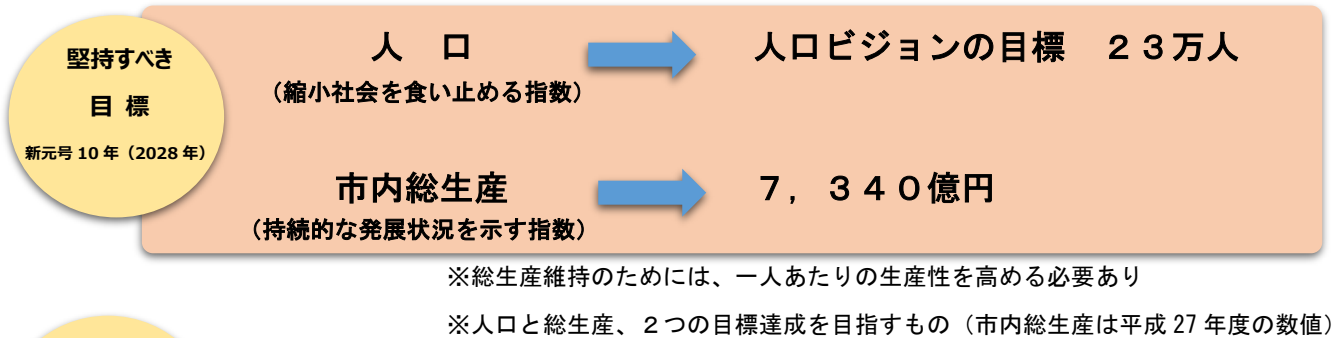 堅持すべき
目 標
新元号 10 年（2028 年）
人　口
（縮小社会を食い止める指数）
人口ビジョンの目標　２３万人
市内総生産
（持続的な発展状況を示す指数）
７，３４０億円
※総生産維持のためには、一人あたりの生産性を高める必要あり
※人口と総生産、２つの目標達成を目指すもの（市内総生産は平成 27 年度の数値）